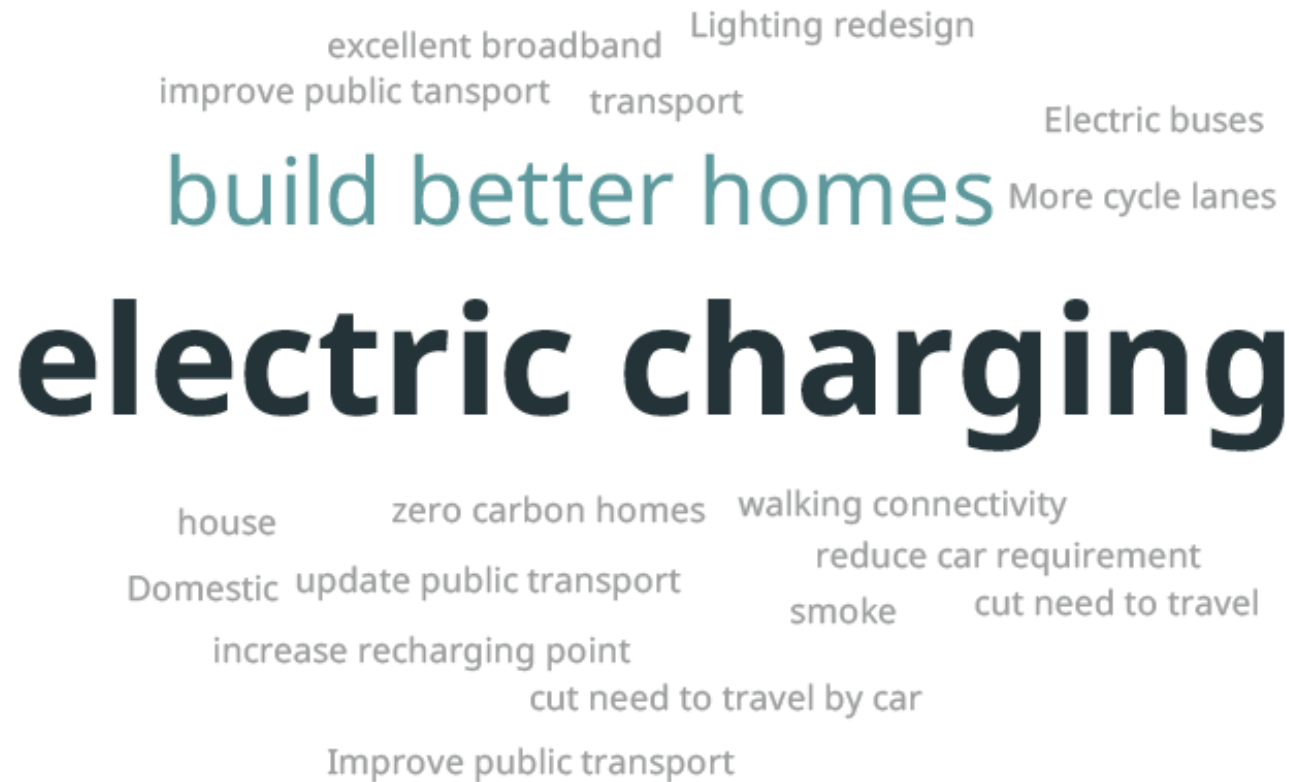 Lighting redesign
excellent broadband
improve public tansport
transport
Electric buses
build better homes
More cycle lanes
electric charging
house
zero carbon homes
walking connectivity
reduce car requirement
Domestic
update public transport
smoke
cut need to travel
increase recharging point
cut need to travel by car
Improve public transport